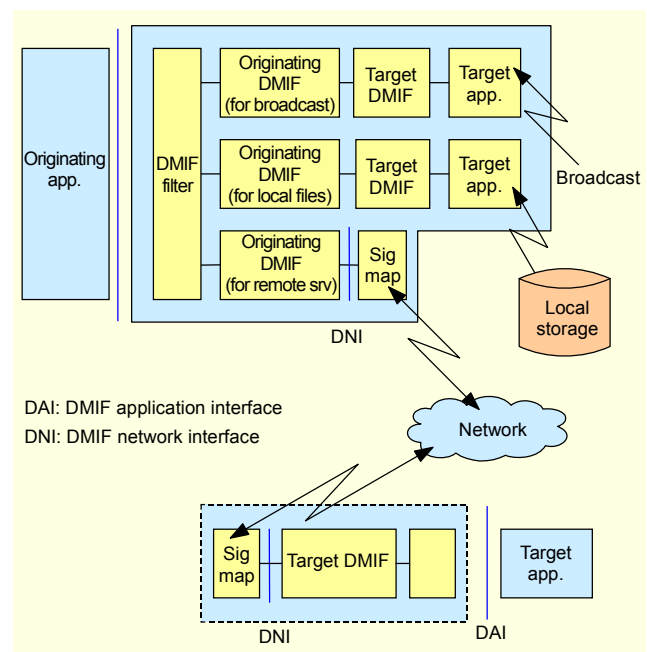 Originating
app.
DMIF
filter
Originating
DMIF
(for broadcast)
Target
DMIF
Target
app.
Originating
DMIF
(for local files)
Target
DMIF
Target
app.
Broadcast
Originating
DMIF
(for remote srv)
Sig
map
DNI
Local
storage
DAI: DMIF application interface
DNI: DMIF network interface
Network
Sig
map
Target DMIF
Target
app.
DNI
DAI